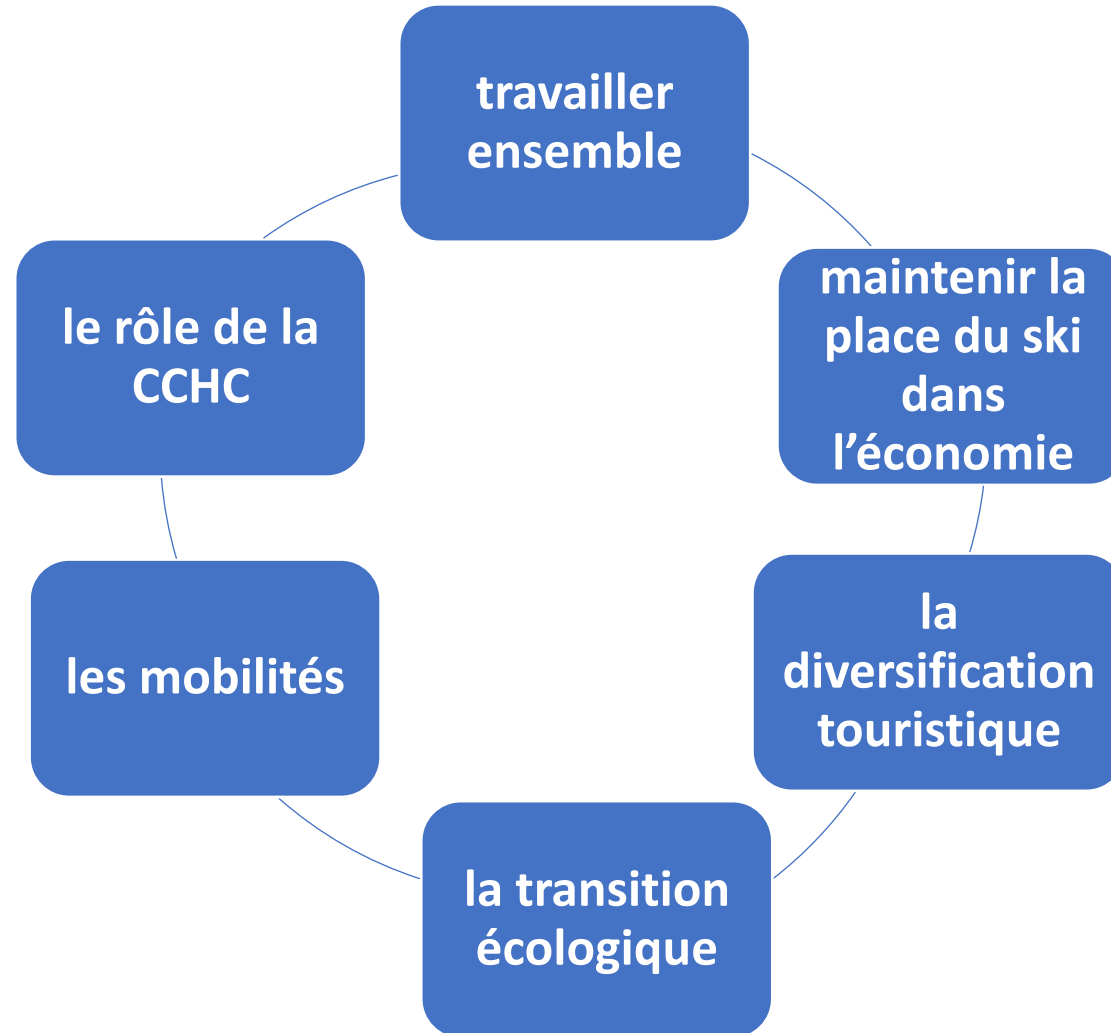 travailler
ensemble
maintenir la
place du ski
dans
l’économie
la
diversification
touristique
la transition
écologique
les mobilités
le rôle de la
CCHC